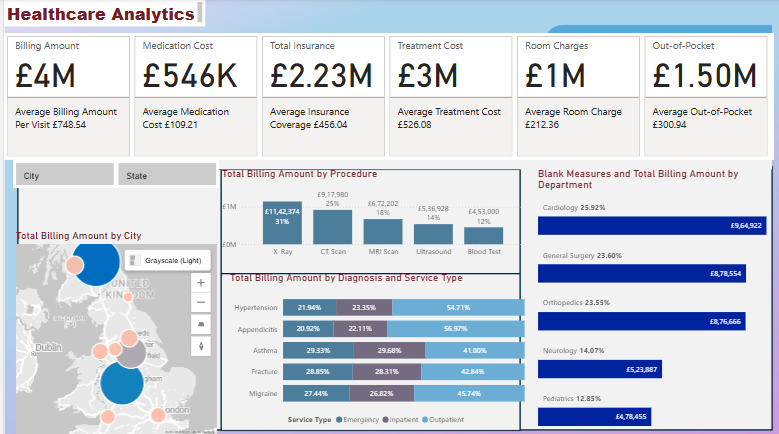 Healthcare Analytics
Billing Amount
£4M
Average Billing Amount
Per Visit £748.54
Medication Cost
£546K
Average Medication
Cost £109.21
Total Insurance
£2.23M
Average Insurance
Coverage £456.04
Treatment Cost
£3M
Average Treatment Cost
£526.08
Room Charges
£1M
Average Room Charge
£212.36
Out-of-Pocket
£1.50M
Average Out-of-Pocket
£300.94
City
State
Total Billing Amount by City
Grayscale (Light)
UNITED
KINGDOM
Dublin
Total Billing Amount by Procedure
£1M
£0M
£11,42,374
31%
£9,17,980
25%
£6,72,202
18%
£5,36,928
14%
£4,53,000
12%
X-Ray
CT Scan
MRI Scan
Ultrasound
Blood Test
Total Billing Amount by Diagnosis and Service Type
Hypertension 21.94% 23.35% 54.71%
Appendicitis 20.92% 22.11% 56.97%
Asthma 29.33% 29.68% 41.00%
Fracture 28.85% 28.31% 42.84%
Migraine 27.44% 26.82% 45.74%
Service Type Emergency Inpatient Outpatient
Blank Measures and Total Billing Amount by
Department
Cardiology 25.92%
£9,64,922
General Surgery 23.60%
£8,78,554
Orthopedics 23.55%
£8,76,666
Neurology 14.07%
£5,23,887
Pediatrics 12.85%
£4,78,455